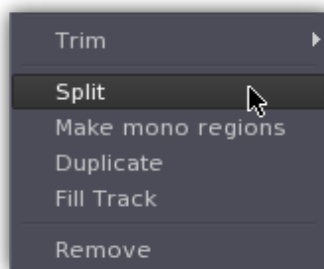 Trim
Split
Make mono regions
Duplicate
Fill Track
Remove